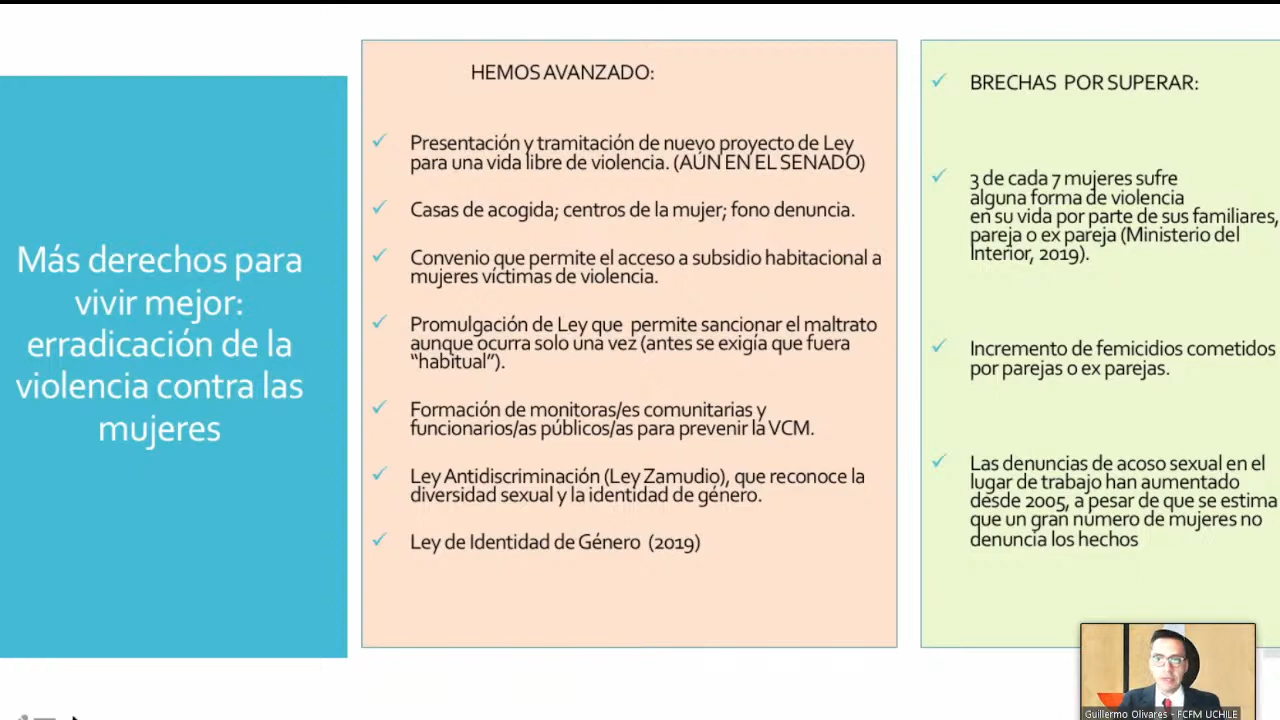 Más derechos para
vivir mejor:
erradicación de la
violencia contra las
mujeres
HEMOS AVANZADO:
Presentación y tramitación de nuevo proyecto de Ley
para una vida libre de violencia. (AÚN EN EL SENADO)
Casas de acogida; centros de la mujer; fono denuncia.
Convenio que permite el acceso a subsidio habitacional a
mujeres víctimas de violencia.
Promulgación de Ley que permite sancionar el maltrato
aunque ocurra solo una vez (antes se exigía que fuera
“habitual”).
Formación de monitoras/es comunitarias y
funcionarios/as públicos/as para prevenir la VCM.
Ley Antidiscriminación (Ley Zamudio), que reconoce la
diversidad sexual y la identidad de género.
Ley de Identidad de Género (2019)
BRECHAS POR SUPERAR:
3 de cada 7 mujeres sufre
alguna forma de violencia
en su vida por parte de sus familiares,
pareja o ex pareja (Ministerio del
Interior, 2019).
Incremento de femicidios cometidos
por parejas o ex parejas.
Las denuncias de acoso sexual en el
lugar de trabajo han aumentado
desde 2005, a pesar de que se estima
que un gran número de mujeres no
denuncia los hechos
Guillermo Olivares - FCFM UCHILE